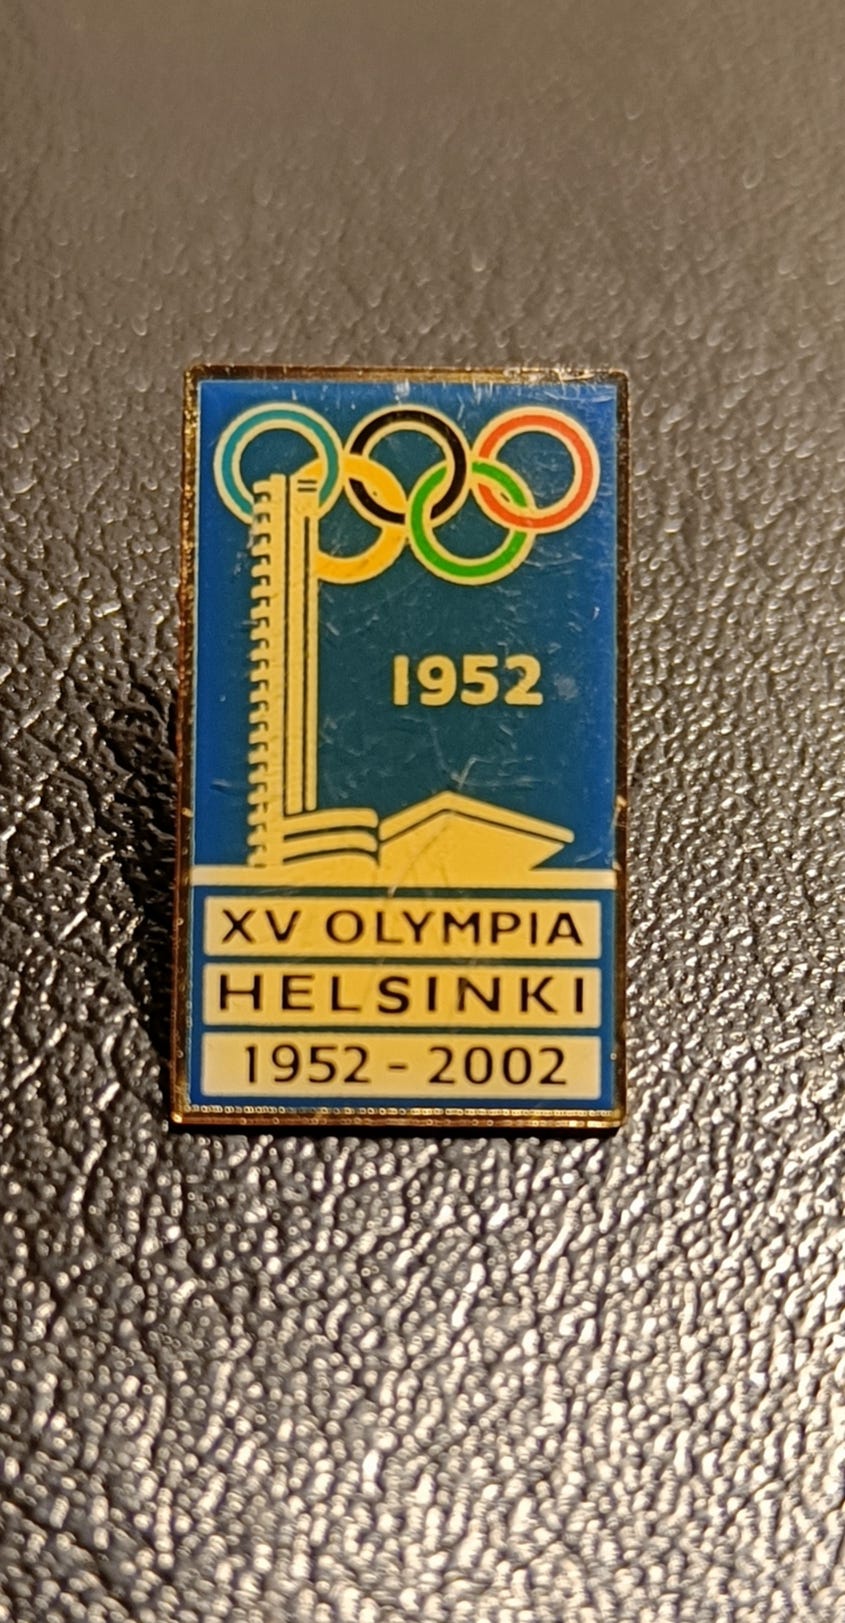 1952
XV OLYMPIA
HELSINKI
1952 - 2002